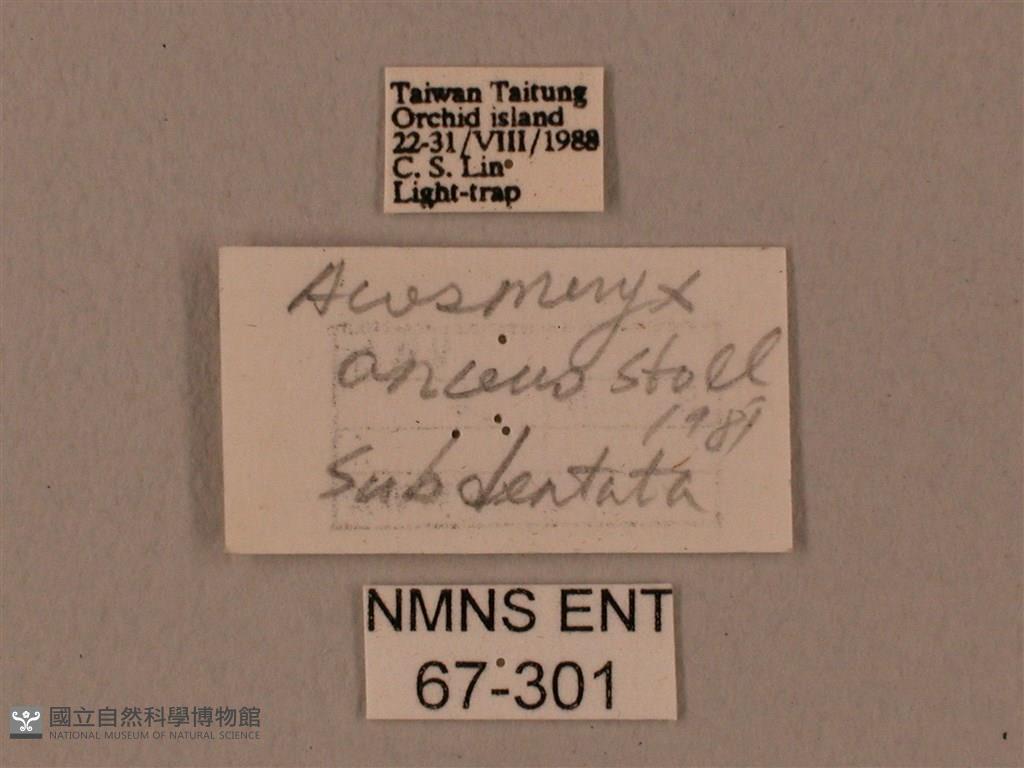 Taiwan Taitung
Orchid island
22-31/VIII/1988
C. S. Lin
Light-trap
Acosmeryx
anceus stoll
1981
Subdentata
NMNS ENT
67-301
國立自然科學博物館
NATIONAL MUSEUM OF NATURAL SCIENCE